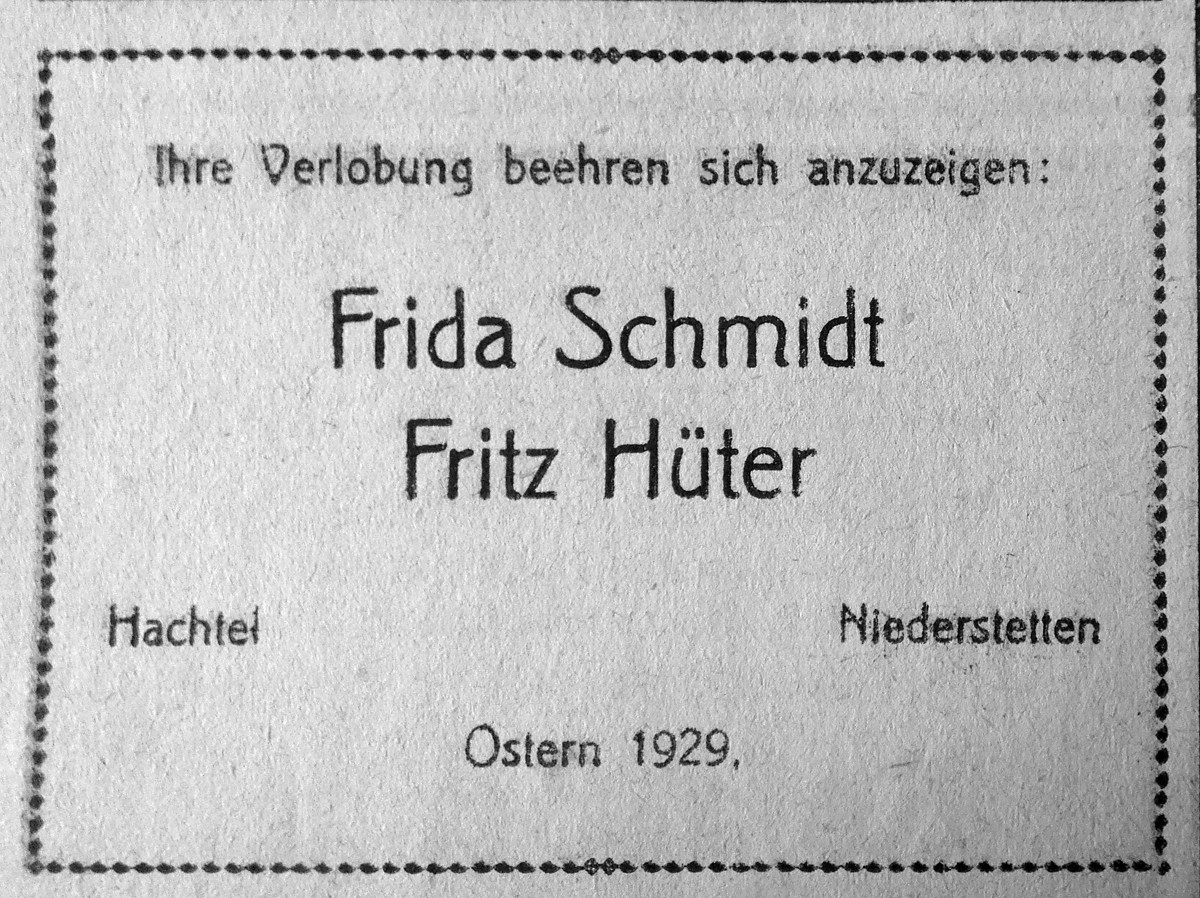 Ihre Verlobung beehren sich anzuzeigen:
Frida Schmidt
Fritz Hüter
Hachtel Niederstetten
Ostern 1929.